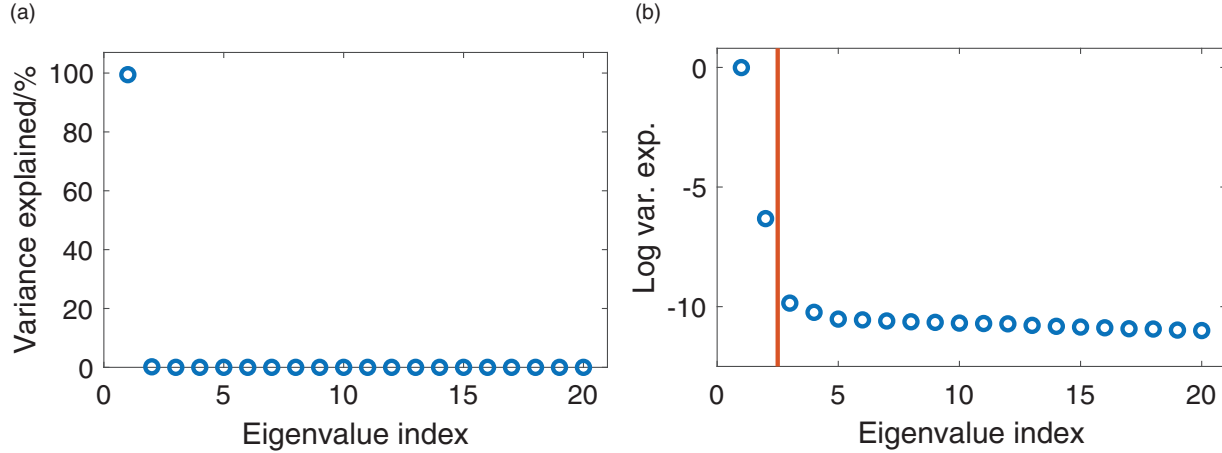 (a)
100
80
60
40
20
0
0 5 10 15 20
Variance explained/%
Eigenvalue index
(b)
0
-5
-10
0 5 10 15 20
Log var. exp.
Eigenvalue index